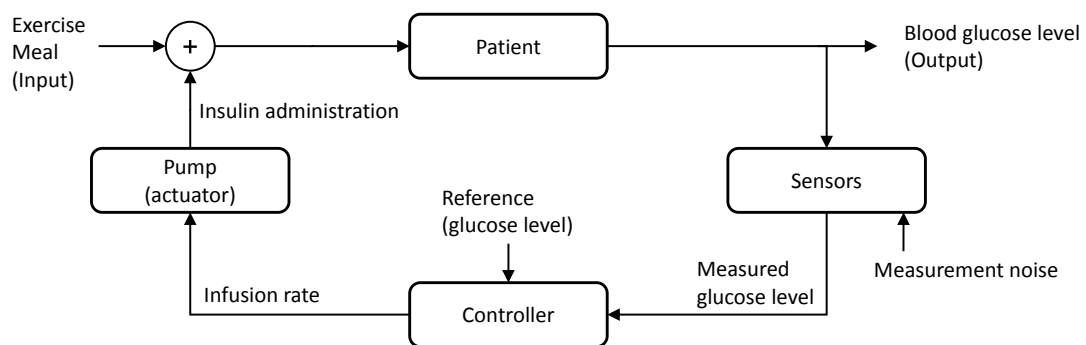 Exercise
Meal
(Input)
+
Patient
Blood glucose level
(Output)
Insulin administration
Pump
(actuator)
Sensors
Reference
(glucose level)
Measured
glucose level
Measurement noise
Infusion rate
Controller